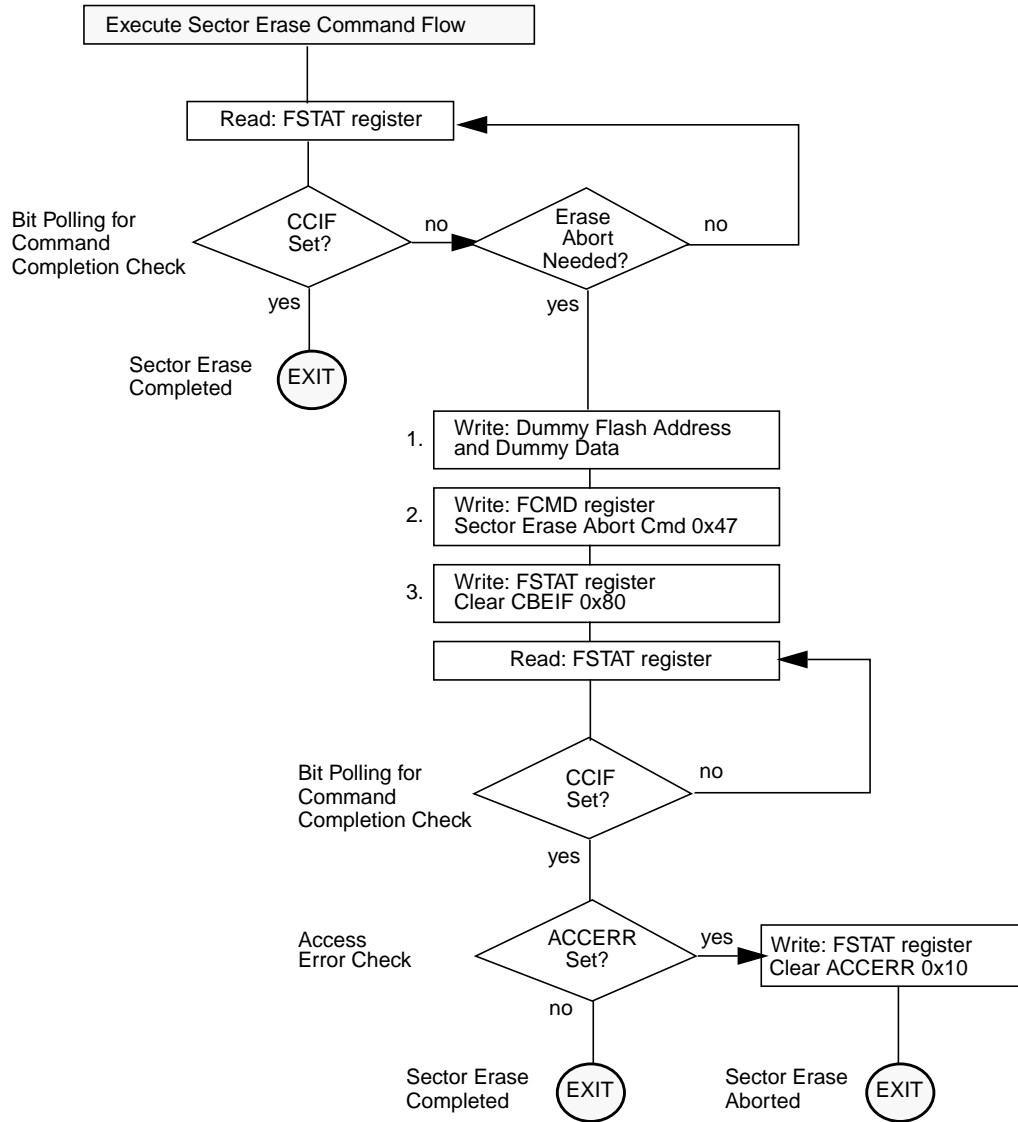 Execute Sector Erase Command Flow
Read: FSTAT register
Bit Polling for
Command
Completion Check
CCIF
Set?
no
Erase
Abort
Needed?
no
yes
yes
Sector Erase
Completed
EXIT
1.
Write: Dummy Flash Address
and Dummy Data
2.
Write: FCMD register
Sector Erase Abort Cmd 0x47
3.
Write: FSTAT register
Clear CBEIF 0x80
Read: FSTAT register
Bit Polling for
Command
Completion Check
CCIF
Set?
no
yes
Access
Error Check
ACCERR
Set?
yes
Write: FSTAT register
Clear ACCERR 0x10
no
Sector Erase
Completed
EXIT
Sector Erase
Aborted
EXIT